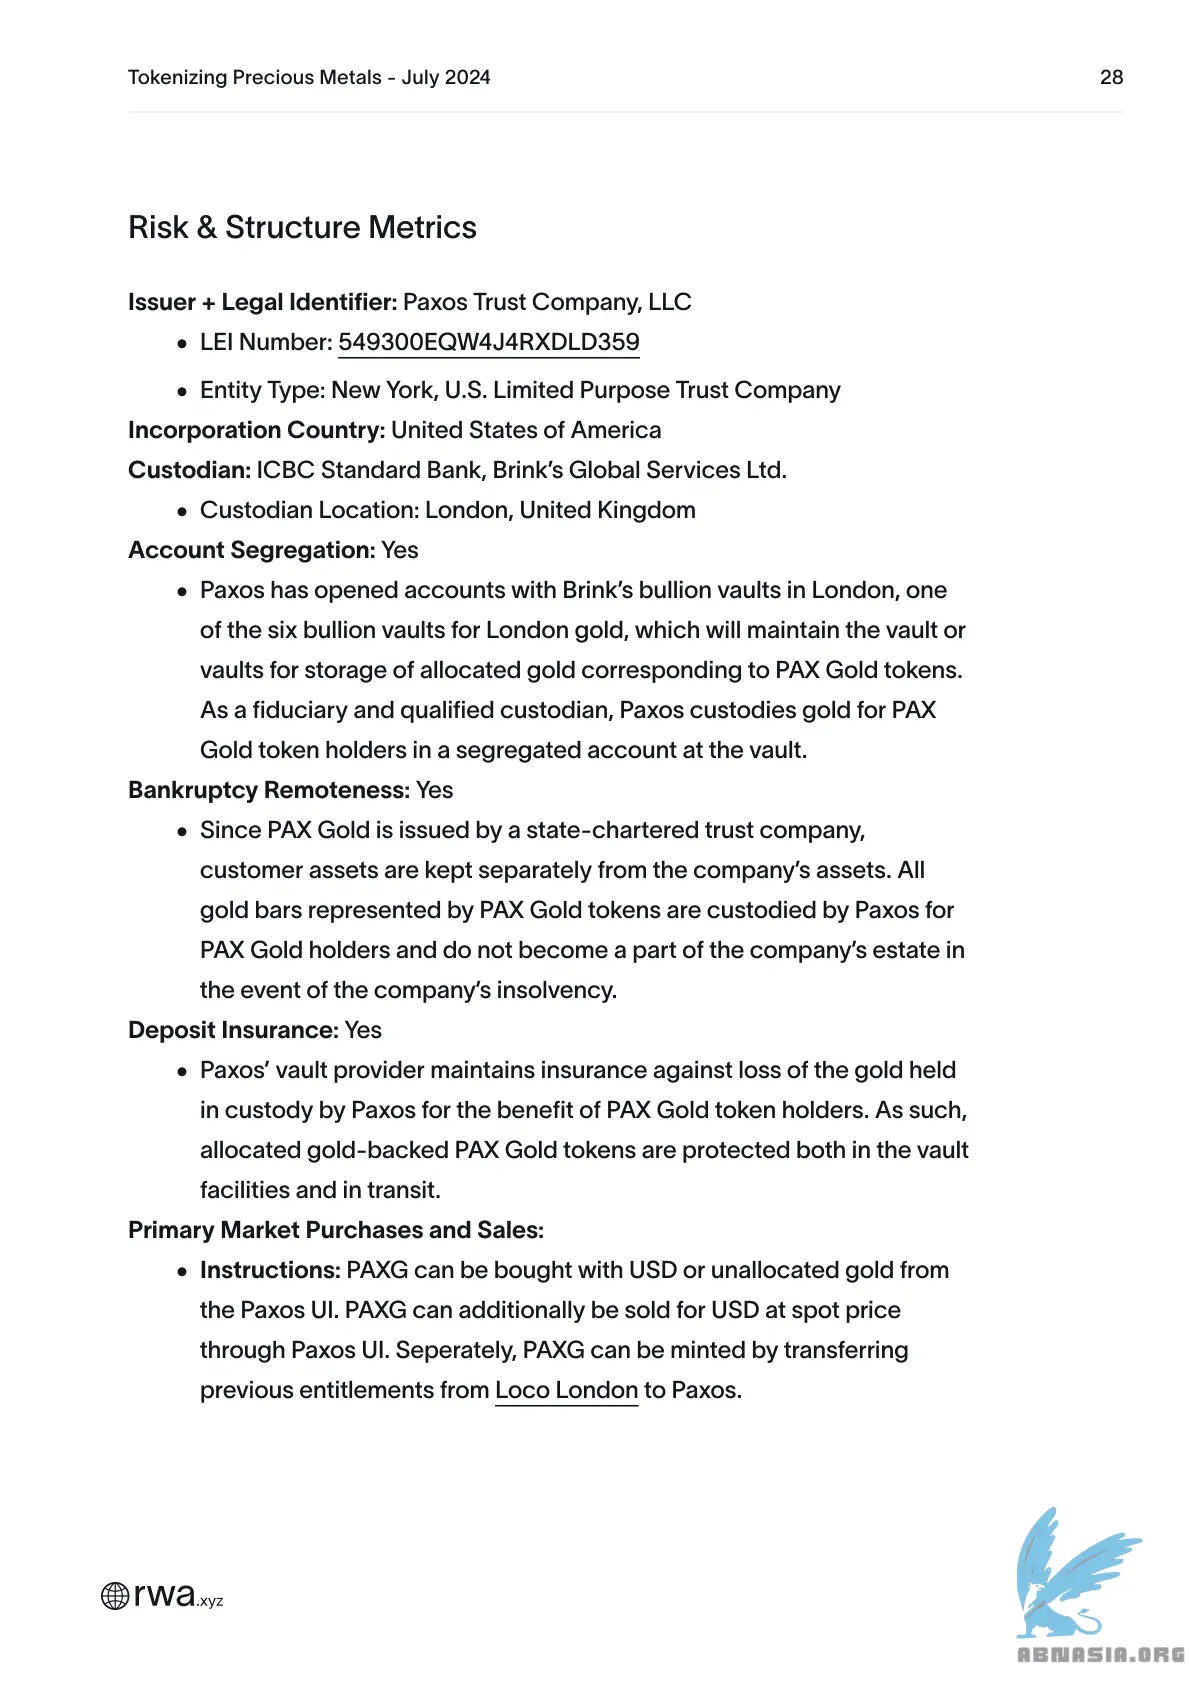 Tokenizing Precious Metals - July 2024 28
Risk & Structure Metrics
Issuer + Legal Identifier: Paxos Trust Company, LLC
• LEI Number: 549300EQW4J4RXDLD359
• Entity Type: New York, U.S. Limited Purpose Trust Company
Incorporation Country: United States of America
Custodian: ICBC Standard Bank, Brink’s Global Services Ltd.
• Custodian Location: London, United Kingdom
Account Segregation: Yes
• Paxos has opened accounts with Brink’s bullion vaults in London, one
of the six bullion vaults for London gold, which will maintain the vault or
vaults for storage of allocated gold corresponding to PAX Gold tokens.
As a fiduciary and qualified custodian, Paxos custodies gold for PAX
Gold token holders in a segregated account at the vault.
Bankruptcy Remoteness: Yes
• Since PAX Gold is issued by a state-chartered trust company,
customer assets are kept separately from the company’s assets. All
gold bars represented by PAX Gold tokens are custodied by Paxos for
PAX Gold holders and do not become a part of the company’s estate in
the event of the company’s insolvency.
Deposit Insurance: Yes
• Paxos’ vault provider maintains insurance against loss of the gold held
in custody by Paxos for the benefit of PAX Gold token holders. As such,
allocated gold-backed PAX Gold tokens are protected both in the vault
facilities and in transit.
Primary Market Purchases and Sales:
• Instructions: PAXG can be bought with USD or unallocated gold from
the Paxos UI. PAXG can additionally be sold for USD at spot price
through Paxos UI. Seperately, PAXG can be minted by transferring
previous entitlements from Loco London to Paxos.
rwa.xyz
ABNASIA.ORG